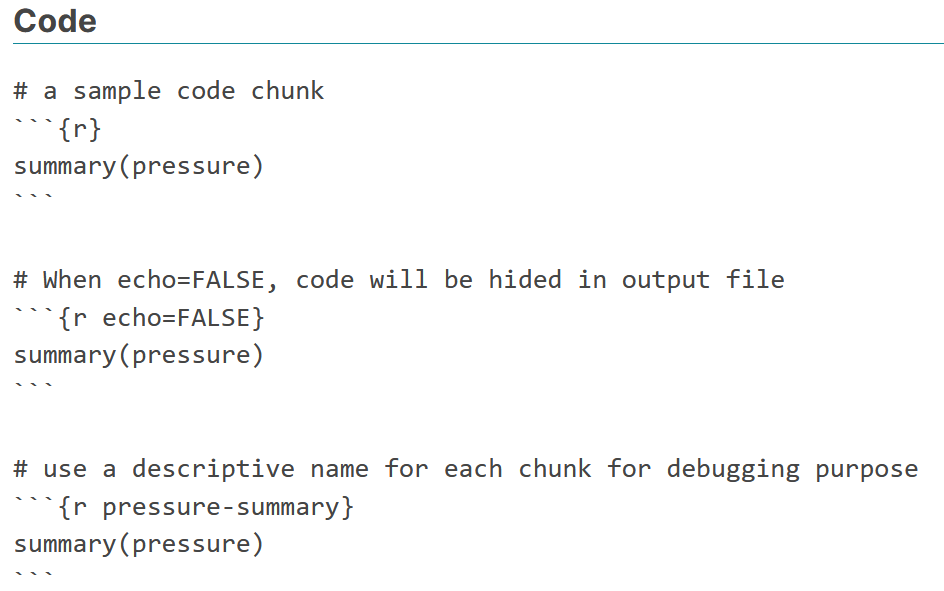 Code
# a sample code chunk
```{r}
summary(pressure)
```
# When echo=FALSE, code will be hided in output file
```{r echo=FALSE}
summary(pressure)
```
# use a descriptive name for each chunk for debugging purpose
```{r pressure-summary}
summary(pressure)
```